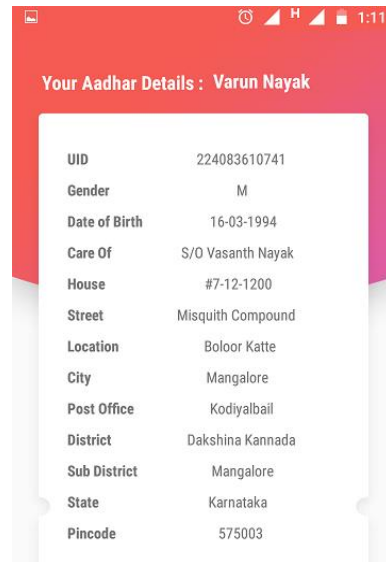 H 1:11
Your Aadhar Details : Varun Nayak
UID 224083610741
Gender M
Date of Birth 16-03-1994
Care Of S/O Vasanth Nayak
House #7-12-1200
Street Misquith Compound
Location Boloor Katte
City Mangalore
Post Office Kodiyalbail
District Dakshina Kannada
Sub District Mangalore
State Karnataka
Pincode 575003